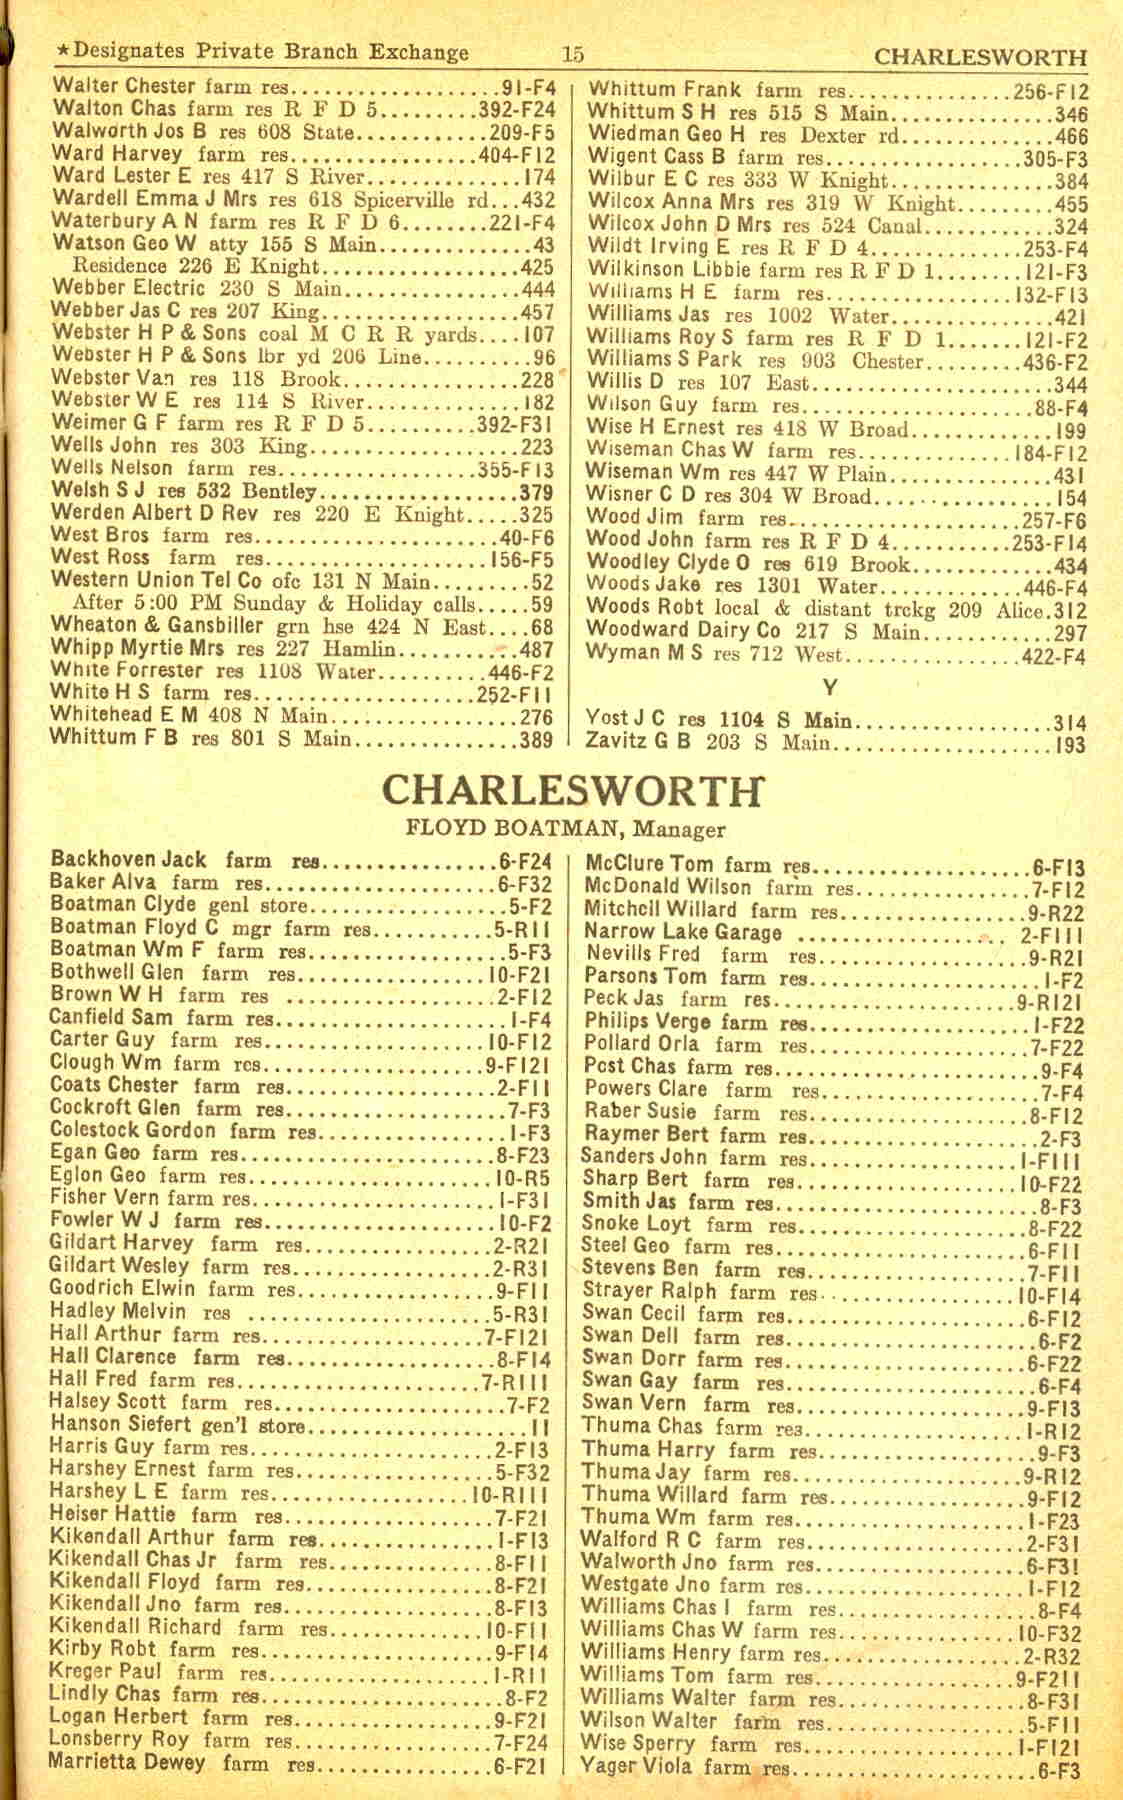 ★Designates Private Branch Exchange 15 CHARLESWORTH
Walter Chester farm res...................91-F4
Walton Chas farm res R F D 5.........392-F24
Walworth Jos B res 608 State............209-F5
Ward Harvey farm res.................404-F12
Ward Lester E res 417 S River..............174
Wardell Emma J Mrs res 618 Spicerville rd...432
Waterbury A N farm res R F D 6........221-F4
Watson Geo W atty 155 S Main..............43
Residence 226 E Knight..................425
Webber Electric 230 S Main................444
Webber Jas C res 207 King..................457
Webster H P & Sons coal M C R R yards....107
Webster H P & Sons lbr yd 206 Line..........96
Webster Van res 118 Brook................228
Webster W E res 114 S River..............182
Weimer G F farm res R F D 5..........392-F31
Wells John res 303 King...................223
Wells Nelson farm res..................355-F13
Welsh S J res 532 Bentley..................379
Werden Albert D Rev res 220 E Knight.....325
West Bros farm res......................40-F6
West Ross farm res....................156-F5
Western Union Tel Co ofc 131 N Main.........52
After 5:00 PM Sunday & Holiday calls.....59
Wheaton & Gansbiller grn hse 424 N East....68
Whipp Myrtie Mrs res 227 Hamlin...........487
White Forrester res 1108 Water..........446-F2
White H S farm res....................252-F11
Whitehead E M 408 N Main.................276
Whittum F B res 801 S Main...............389
Whittum Frank farm res...............256-F12
Whittum S H res 515 S Main...............346
Wiedman Geo H res Dexter rd..............466
Wigent Cass B farm res..................305-F3
Wilbur E C res 333 W Knight...............384
Wilcox Anna Mrs res 319 W Knight.........455
Wilcox John D Mrs res 524 Canal............324
Wildt Irving E res R F D 4..............253-F4
Wilkinson Libbie farm res R F D 1........121-F3
Williams H E farm res.................132-F13
Williams Jas res 1002 Water...............421
Williams Roy S farm res R F D 1.......121-F2
Williams S Park res 903 Chester.........436-F2
Willis D res 107 East......................344
Wilson Guy farm res.....................88-F4
Wise H Ernest res 418 W Broad.............199
Wiseman Chas W farm res..............184-F12
Wiseman Wm res 447 W Plain...............431
Wisner C D res 304 W Broad................154
Wood Jim farm res......................257-F6
Wood John farm res R F D 4...........253-F14
Woodley Clyde O res 619 Brook.............434
Woods Jake res 1301 Water.............446-F4
Woods Robt local & distant trckg 209 Alice.312
Woodward Dairy Co 217 S Main............297
Wyman M S res 712 West................422-F4
Y
Yost J C res 1104 S Main..................314
Zavitz G B 203 S Main....................193
CHARLESWORTH
FLOYD BOATMAN, Manager
Backhoven Jack farm res................6-F24
Baker Alva farm res.....................6-F32
Boatman Clyde genl store..................5-F2
Boatman Floyd C mgr farm res...........5-R11
Boatman Wm F farm res..................5-F3
Bothwell Glen farm res.................10-F21
Brown W H farm res ...................2-F12
Canfield Sam farm res.....................1-F4
Carter Guy farm res....................10-F12
Clough Wm farm res.....................9-F121
Coats Chester farm res...................2-F11
Cockroft Glen farm res....................7-F3
Colestock Gordon farm res.................1-F3
Egan Geo farm res.......................8-F23
Eglon Geo farm res......................10-R5
Fisher Vern farm res.....................1-F31
Fowler W J farm res.....................10-F2
Gildart Harvey farm res.................2-R21
Gildart Wesley farm res..................2-R31
Goodrich Elwin farm res..................9-F11
Hadley Melvin res ......................5-R31
Hall Arthur farm res....................7-F121
Hall Clarence farm res...................8-F14
Hall Fred farm res......................7-R111
Halsey Scott farm res.....................7-F2
Hanson Siefert gen'l store....................11
Harris Guy farm res......................2-F13
Harshey Ernest farm res..................5-F32
Harshey L E farm res..................10-R111
Heiser Hattie farm res...................7-F21
Kikendall Arthur farm res................1-F13
Kikendall Chas Jr farm res...............8-F11
Kikendall Floyd farm res.................8-F21
Kikendall Jno farm res...................8-F13
Kikendall Richard farm res..............10-F11
Kirby Robt farm res.....................9-F14
Kreger Paul farm res....................1-R11
Lindly Chas farm res......................8-F2
Logan Herbert farm res..................9-F21
Lonsberry Roy farm res..................7-F24
Marrietta Dewey farm res................6-F21
McClure Tom farm res....................6-F13
McDonald Wilson farm res................7-F12
Mitchell Willard farm res.................9-R22
Narrow Lake Garage ................... 2-F111
Nevills Fred farm res...................9-R21
Parsons Tom farm res.....................1-F2
Peck Jas farm res......................9-R121
Philips Verge farm res....................1-F22
Pollard Orla farm res....................7-F22
Post Chas farm res........................9-F4
Powers Clare farm res....................7-F4
Raber Susie farm res....................8-F12
Raymer Bert farm res.....................2-F3
Sanders John farm res...................1-F111
Sharp Bert farm res....................10-F22
Smith Jas farm res........................8-F3
Snoke Loyt farm res.....................8-F22
Steel Geo farm res.......................6-F11
Stevens Ben farm res....................7-F11
Strayer Ralph farm res..................10-F14
Swan Cecil farm res......................6-F12
Swan Dell farm res.......................6-F2
Swan Dorr farm res......................6-F22
Swan Gay farm res.......................6-F4
Swan Vern farm res.....................9-F13
Thuma Chas farm res....................1-R12
Thuma Harry farm res....................9-F3
Thuma Jay farm res.....................9-R12
Thuma Willard farm res..................9-F12
Thuma Wm farm res.....................1-F23
Walford R C farm res....................2-F31
Walworth Jno farm res...................6-F31
Westgate Jno farm res....................1-F12
Williams Chas I farm res..................8-F4
Williams Chas W farm res................10-F32
Williams Henry farm res..................2-R32
Williams Tom farm res..................9-F211
Williams Walter farm res.................8-F31
Wilson Walter farm res..................5-F11
Wise Sperry farm res...................1-F121
Yager Viola farm res......................6-F3